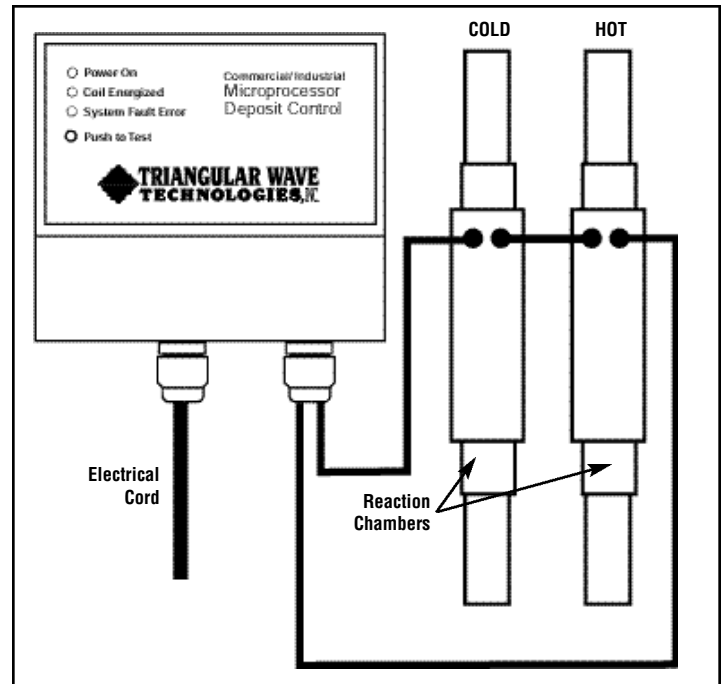 COLD
HOT
Power On
Coil Energized
System Fault Error
Push to Test
Commercial/Industrial
Microprocessor
Deposit Control
TRIANGULAR WAVE
TECHNOLOGIES, INC.
Electrical
Cord
Reaction
Chambers